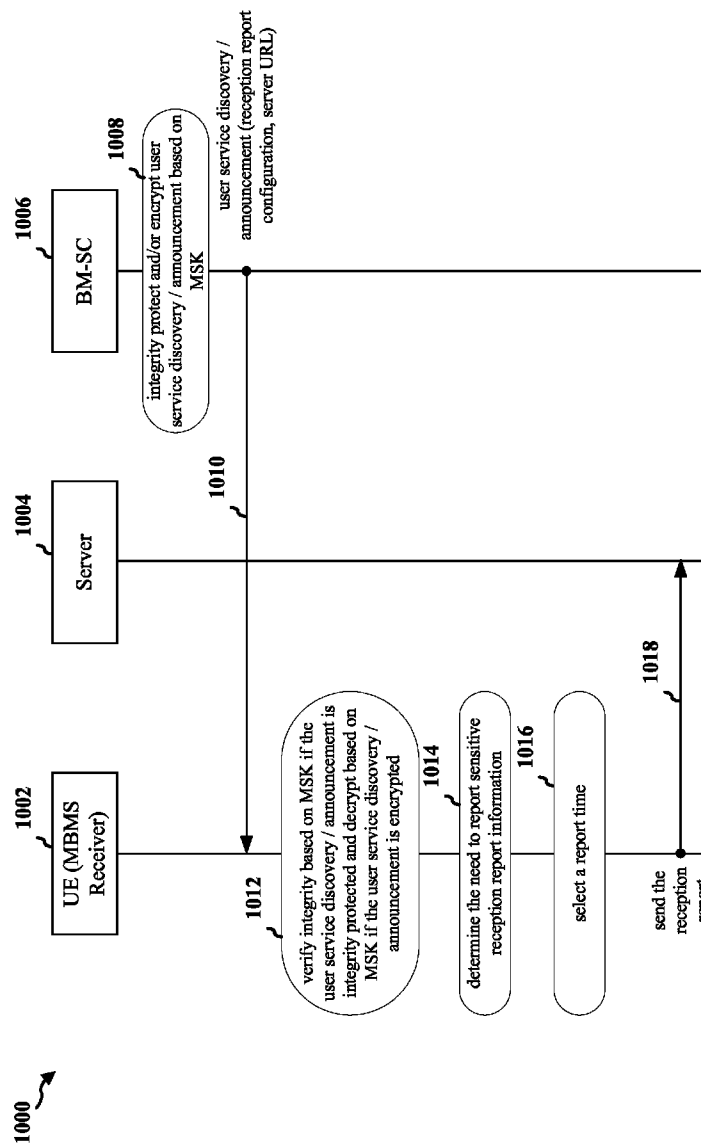 1000
1002
UE (MBMS
Receiver)
1004
Server
1006
BM-SC
1008
integrity protect and/or encrypt user
service discovery / announcement based on
MSK
1010
user service discovery /
announcement (reception report
configuration, server URL)
1012
verify integrity based on MSK if the
user service discovery / announcement is
integrity protected and decrypt based on
MSK if the user service discovery /
announcement is encrypted
1014
determine the need to report sensitive
reception report information
1016
select a report time
1018
send the
reception